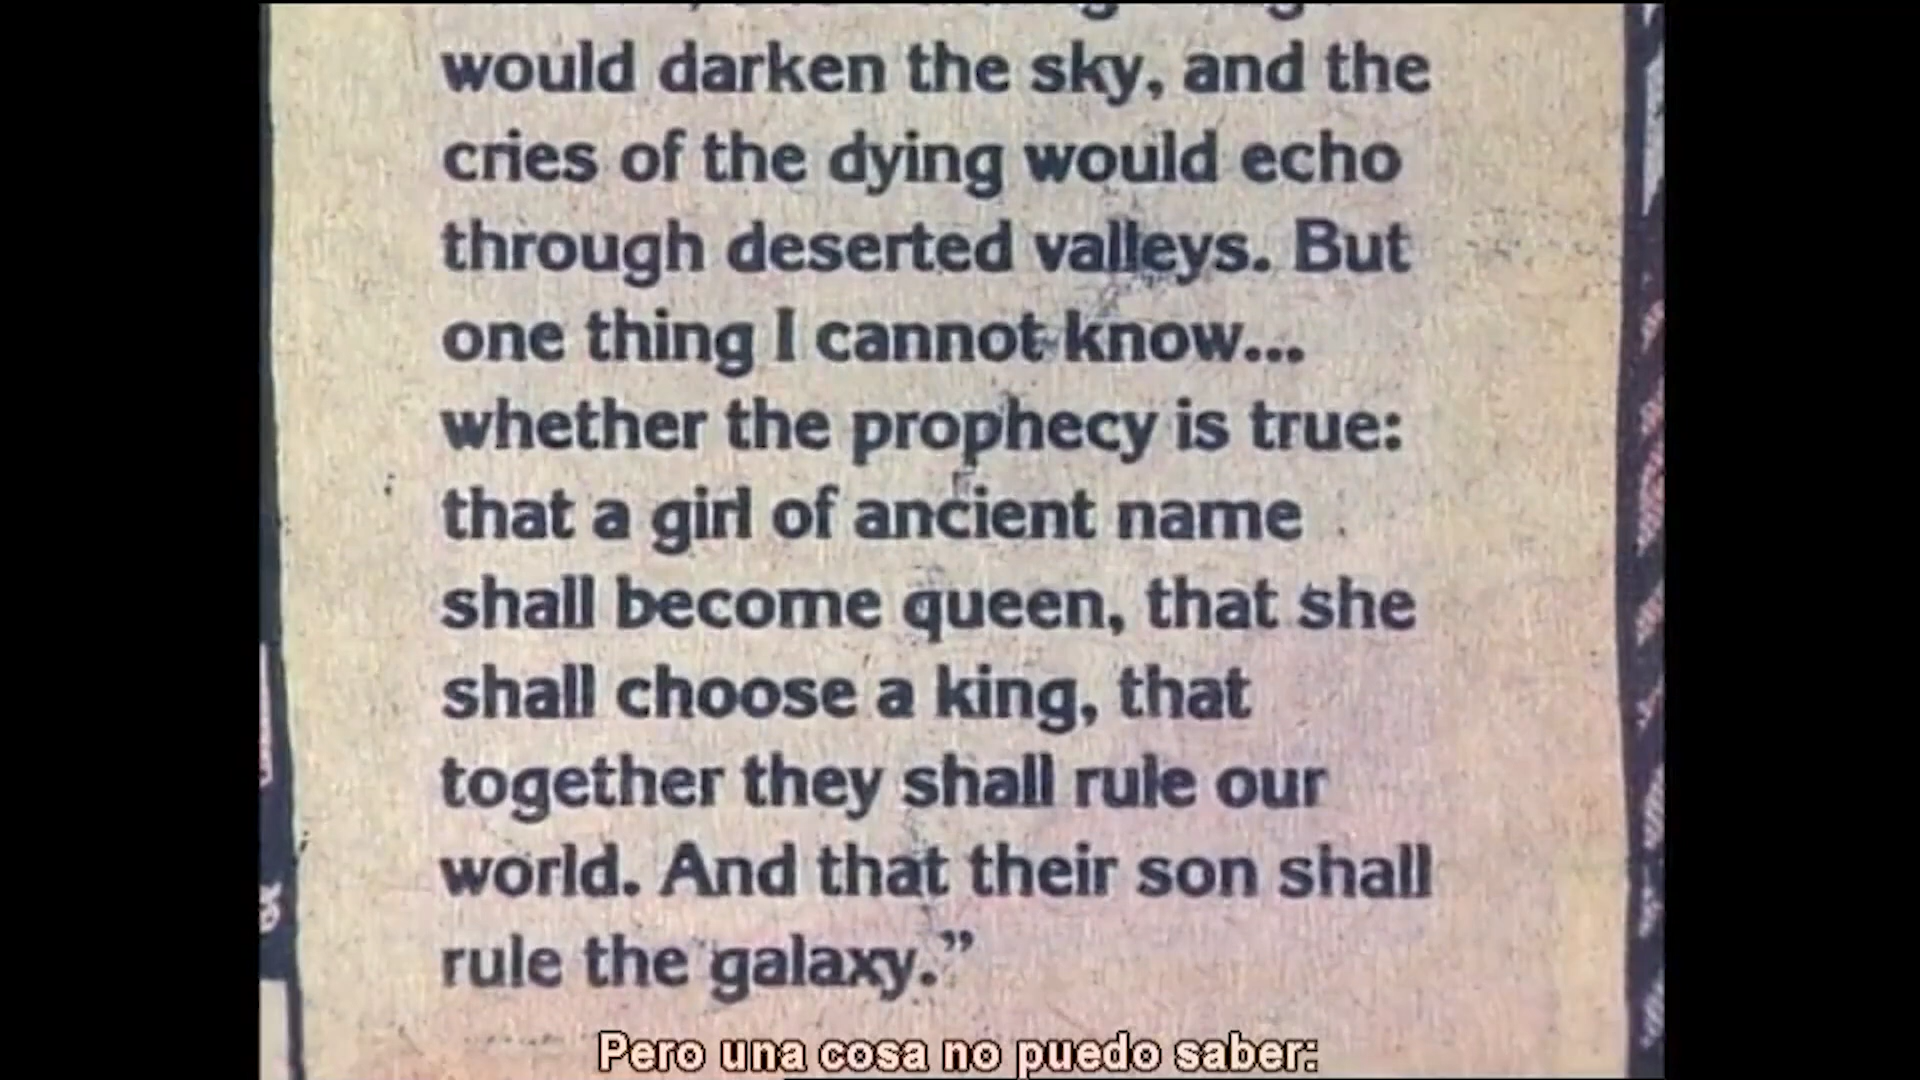 would darken the sky, and the
cries of the dying would echo
through deserted valleys. But
one thing I cannot know...
whether the prophecy is true:
that a girl of ancient name
shall become queen, that she
shall choose a king, that
together they shall rule our
world. And that their son shall
rule the galaxy.”
Pero una cosa no puedo saber: